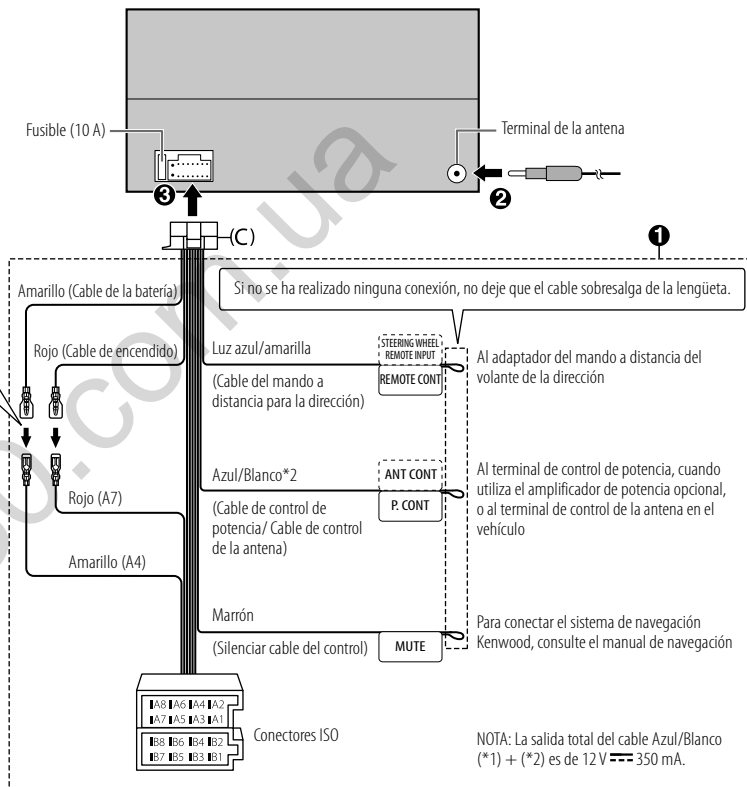 Fusible (10 A)
Terminal de la antena
❸
❷
(C)
❶
Amarillo (Cable de la batería)
Si no se ha realizado ninguna conexión, no deje que el cable sobresalga de la lengüeta.
Rojo (Cable de encendido)
Luz azul/amarilla
(Cable del mando a
distancia para la dirección)
STEERING WHEEL
REMOTE INPUT
REMOTE CONT
Al adaptador del mando a distancia del
volante de la dirección
Rojo (A7)
Azul/Blanco*2
(Cable de control de
potencia/ Cable de control
de la antena)
ANT CONT
P. CONT
Al terminal de control de potencia, cuando
utiliza el amplificador de potencia opcional,
o al terminal de control de la antena en el
vehículo
Amarillo (A4)
Marrón
(Silenciar cable del control)
MUTE
Para conectar el sistema de navegación
Kenwood, consulte el manual de navegación
A8 A6 A4 A2
A7 A5 A3 A1
B8 B6 B4 B2
B7 B5 B3 B1
Conectores ISO
NOTA: La salida total del cable Azul/Blanco
(*1) + (*2) es de 12 V ⎓ 350 mA.
o.com.ua